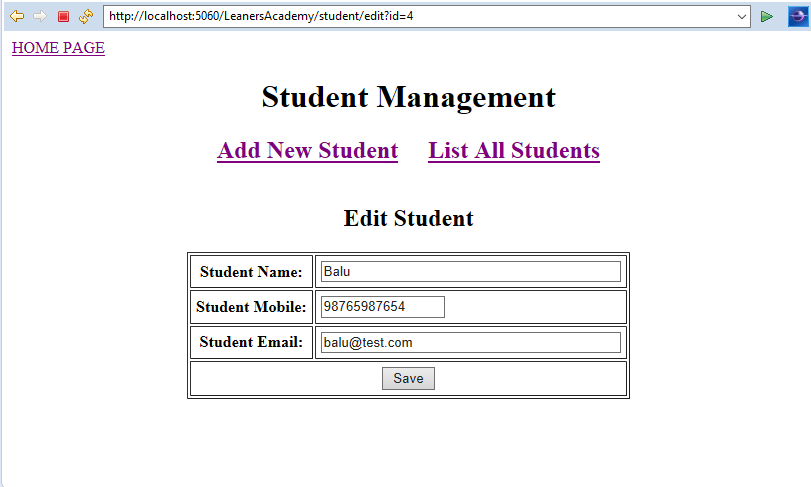 http://localhost:5060/LeanersAcademy/student/edit?id=4
HOME PAGE
Student Management
Add New Student List All Students
Edit Student
Student Name: Balu
Student Mobile: 98765987654
Student Email: balu@test.com
Save